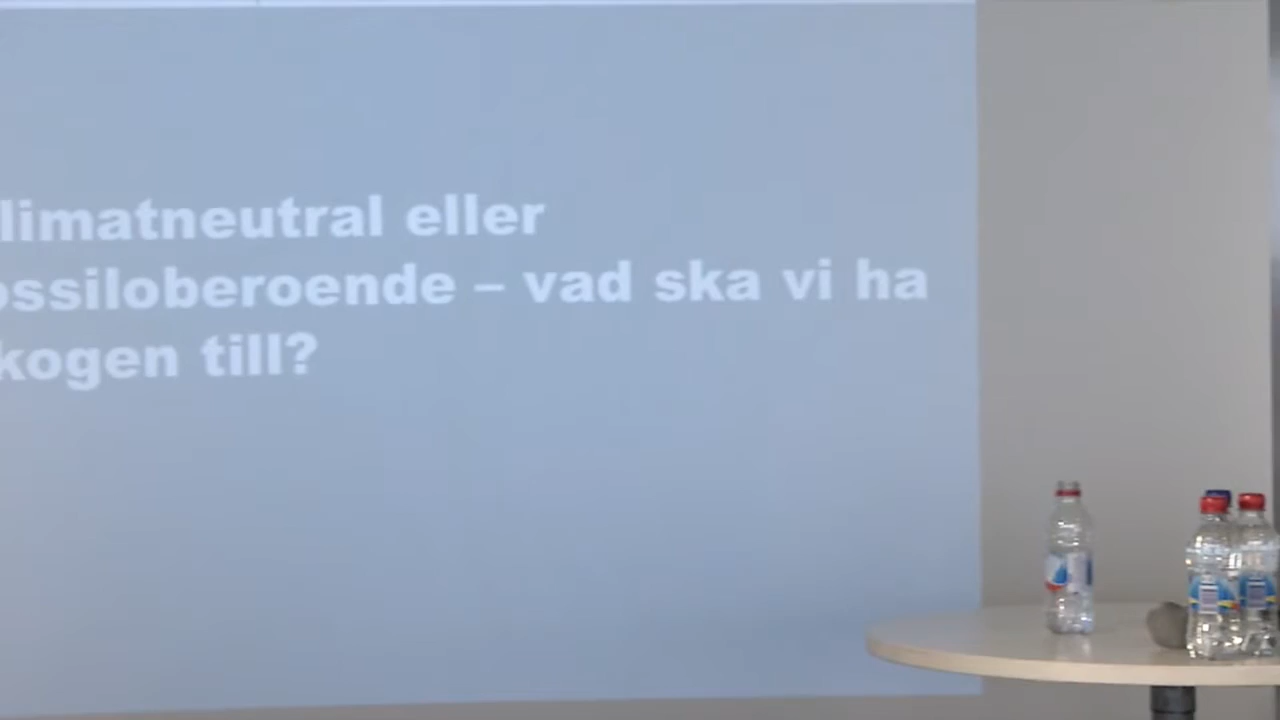 limatneutral eller
ossiloberoende – vad ska vi ha
kogen till?